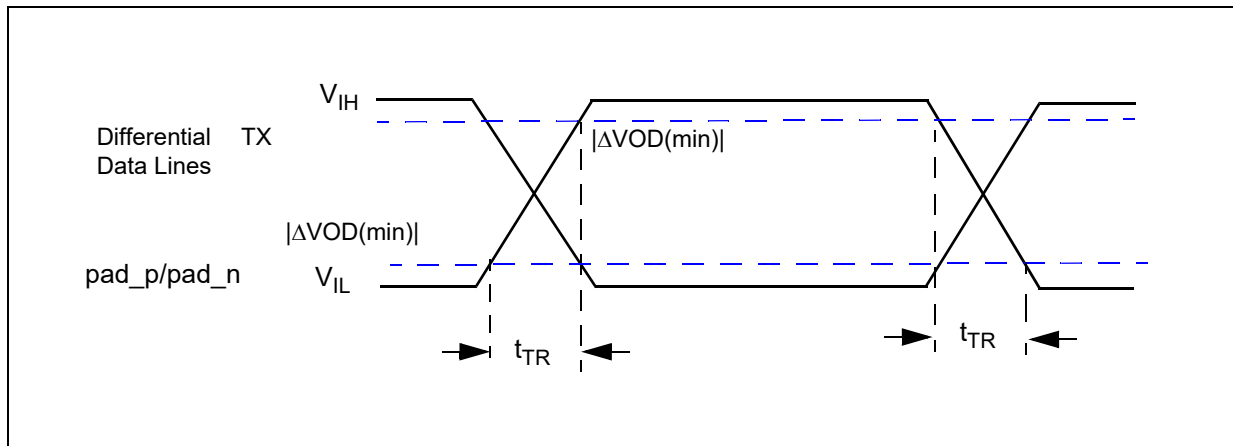 V_IH
Differential TX
Data Lines
|ΔVOD(min)|
|ΔVOD(min)|
pad_p/pad_n
V_IL
t_TR
t_TR